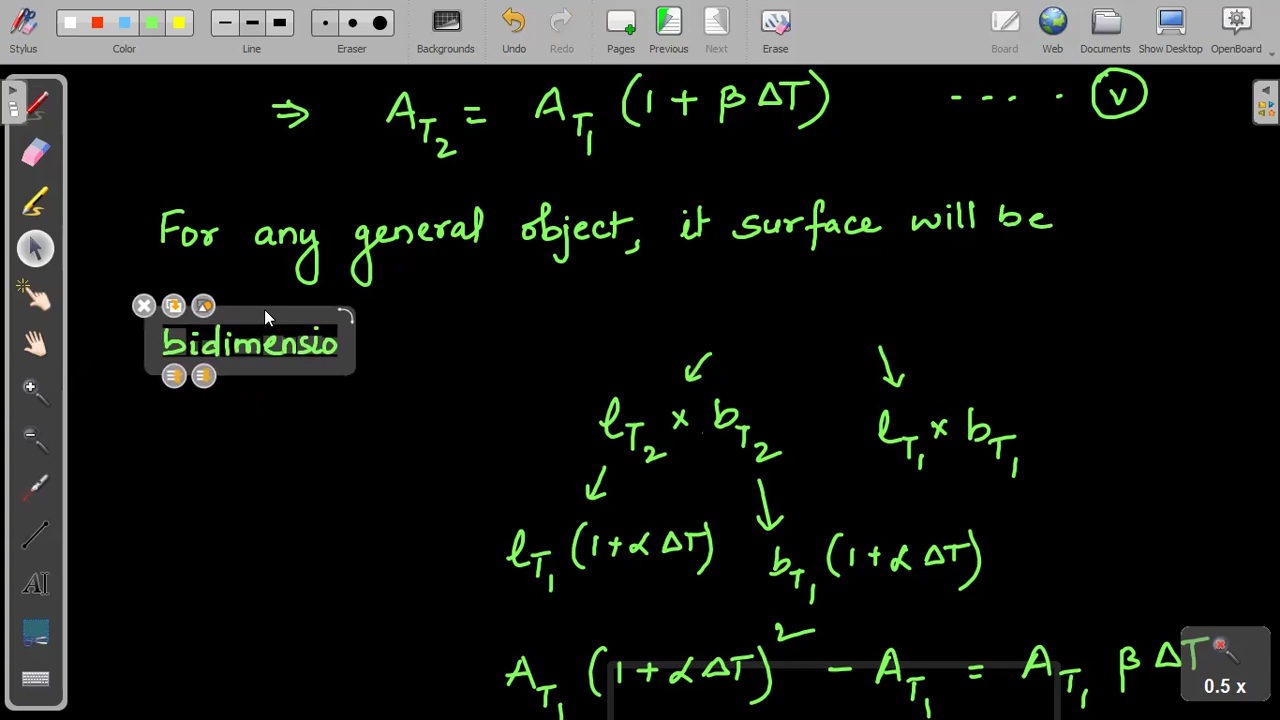 Stylus Color Line Eraser Backgrounds Undo Redo Pages Previous Next Erase Board Web Documents Show Desktop OpenBoard
⇒ A_T₂ = A_T₁ (1 + β ΔT) - - - - (v)
For any general object, it surface will be
bidimensio
↙ ↘
l_T₂ × b_T₂ l_T₁ × b_T₁
↙ ↘
l_T₁ (1+α ΔT) b_T₁ (1+α ΔT)
A_T₁ (1+α ΔT)² - A_T₁ = A_T₁ β ΔT
0.5 x